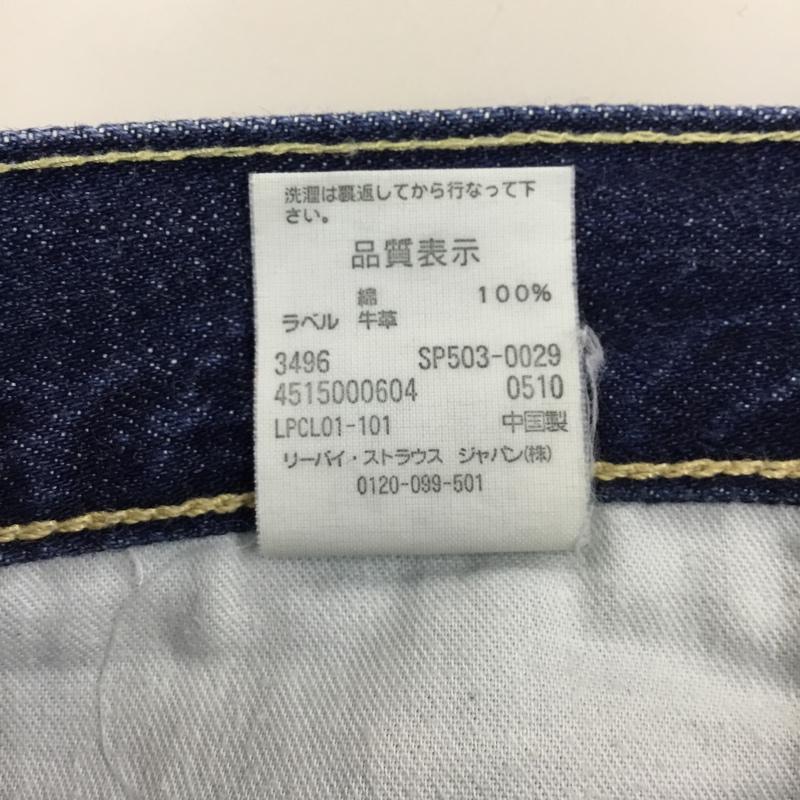 洗濯は裏返してから行なって下
さい。
品質表示
綿 100%
ラベル 牛革
3496 SP503-0029
4515000604 0510
LPCL01-101 中国製
リーバイ・ストラウス ジャパン(株)
0120-099-501